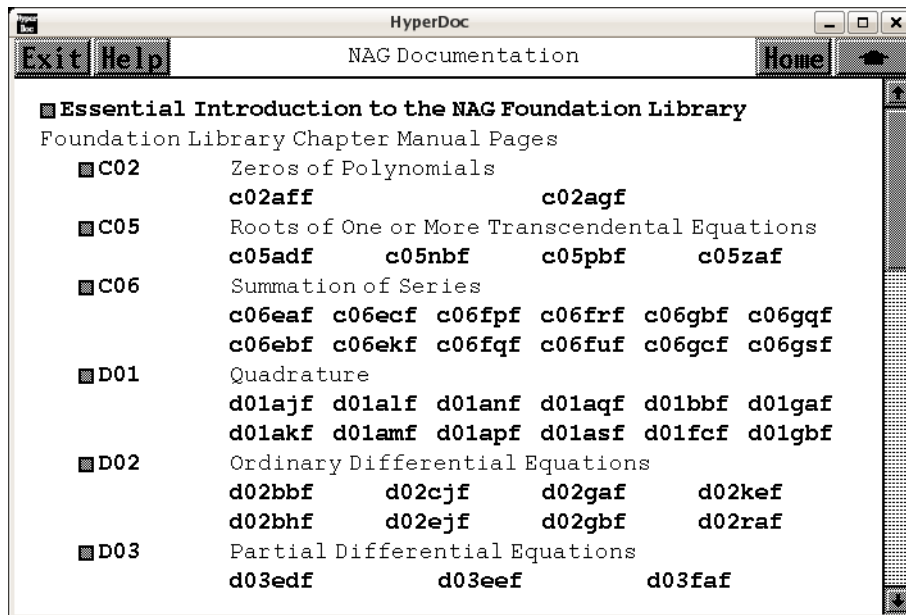 HyperDoc
Exit Help NAG Documentation Home
Essential Introduction to the NAG Foundation Library
Foundation Library Chapter Manual Pages
C02 Zeros of Polynomials
c02aff c02agf
C05 Roots of One or More Transcendental Equations
c05adf c05nbf c05pbf c05zaf
C06 Summation of Series
c06eaf c06ecf c06fpf c06frf c06gbf c06gqf
c06ebf c06ekf c06fqf c06fuf c06gcf c06gsf
D01 Quadrature
d01ajf d01alf d01anf d01aqf d01bbf d01gaf
d01akf d01amf d01apf d01asf d01fcf d01gbf
D02 Ordinary Differential Equations
d02bbf d02cjf d02gaf d02kef
d02bhf d02ejf d02gbf d02raf
D03 Partial Differential Equations
d03edf d03eef d03faf